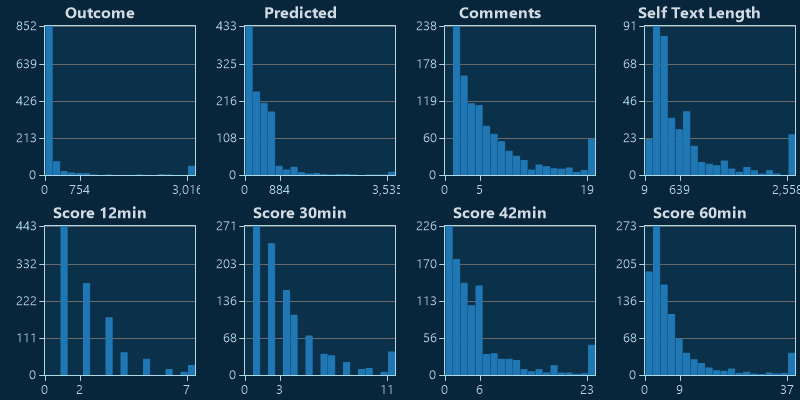 Outcome
852
639
426
213
0
0 754 3,016
Predicted
433
325
216
108
0
0 884 3,535
Comments
238
178
119
60
0
0 5 19
Self Text Length
91
68
46
23
0
9 639 2,558
Score 12min
443
332
222
111
0
0 2 7
Score 30min
271
203
136
68
0
0 3 11
Score 42min
226
170
113
56
0
0 6 23
Score 60min
273
205
136
68
0
0 9 37